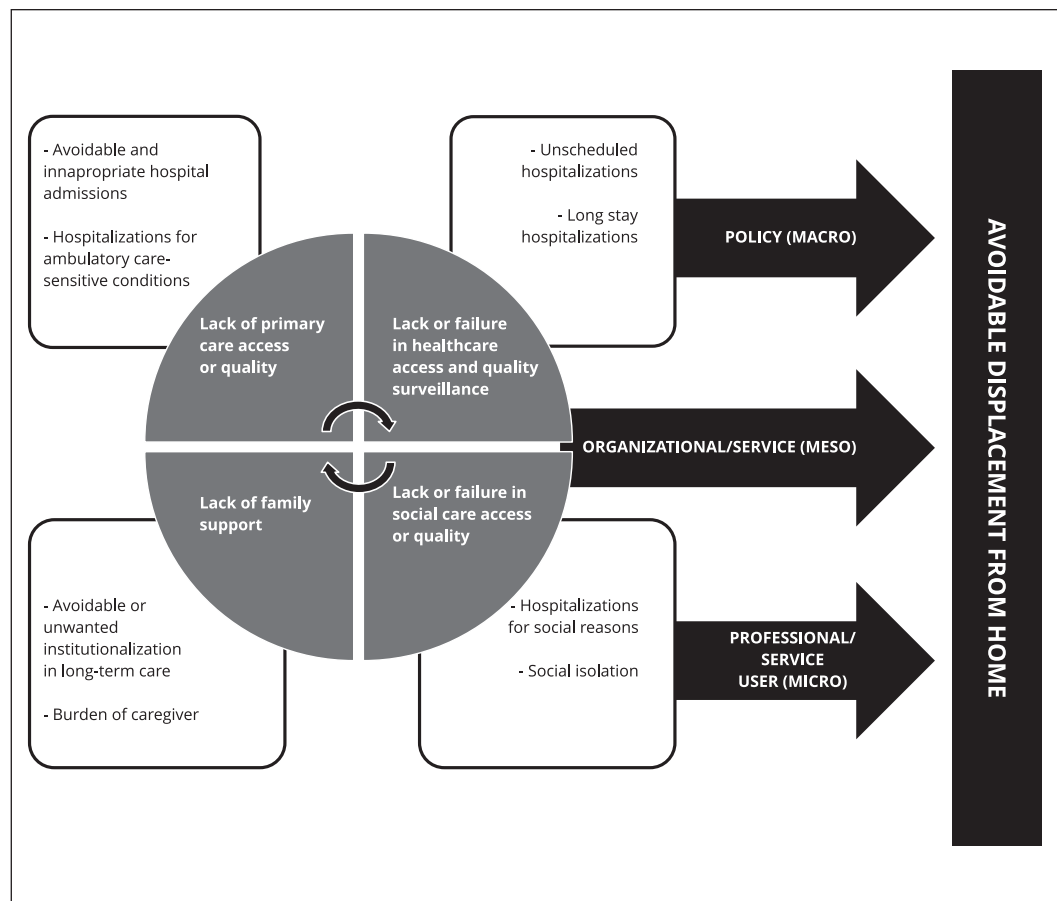 - Avoidable and
innapropriate hospital
admissions
- Hospitalizations for
ambulatory care-
sensitive conditions
- Unscheduled
hospitalizations
- Long stay
hospitalizations
Lack of primary
care access
or quality
Lack or failure
in healthcare
access and quality
surveillance
Lack of family
support
Lack or failure in
social care access
or quality
- Avoidable or
unwanted
institutionalization
in long-term care
- Burden of caregiver
- Hospitalizations
for social reasons
- Social isolation
POLICY (MACRO)
ORGANIZATIONAL/SERVICE (MESO)
PROFESSIONAL/
SERVICE
USER (MICRO)
AVOIDABLE DISPLACEMENT FROM HOME